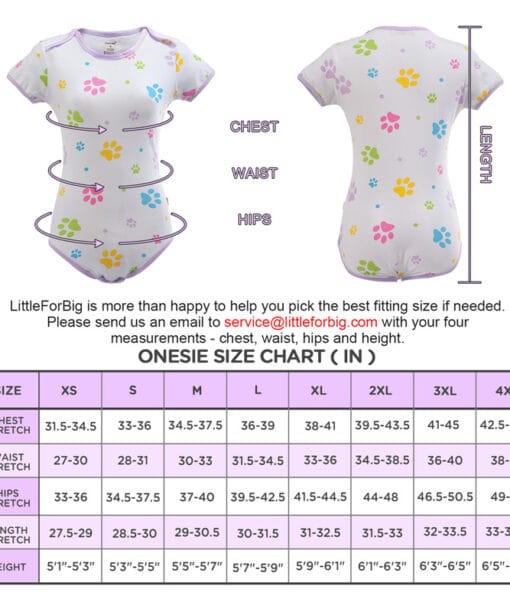 CHEST
WAIST
HIPS
LENGTH
LittleForBig is more than happy to help you pick the best fitting size if needed.
Please send us an email to service@littleforbig.com with your four
measurements - chest, waist, hips and height.
ONESIE SIZE CHART ( IN )
SIZE XS S M L XL 2XL 3XL 4X
HEST TRETCH 31.5-34.5 33-36 34.5-37.5 36-39 38-41 39.5-43.5 41-45 42.5-
AIST TRETCH 27-30 28-31 30-33 31.5-34.5 33-36 34.5-38.5 36-40 38-
HIPS TRETCH 33-36 34.5-37.5 37-40 39.5-42.5 41.5-44.5 44-48 46.5-50.5 49-
NGTH TRETCH 27.5-29 28.5-30 29-30.5 30-31.5 31-32.5 31.5-33 32-33.5 33-3
EIGHT 5'1"-5'3" 5'3"-5'5" 5'5"-5'7" 5'7"-5'9" 5'9"-6'1" 6'1"-6'3" 6'3"-6'5" 6'5"-